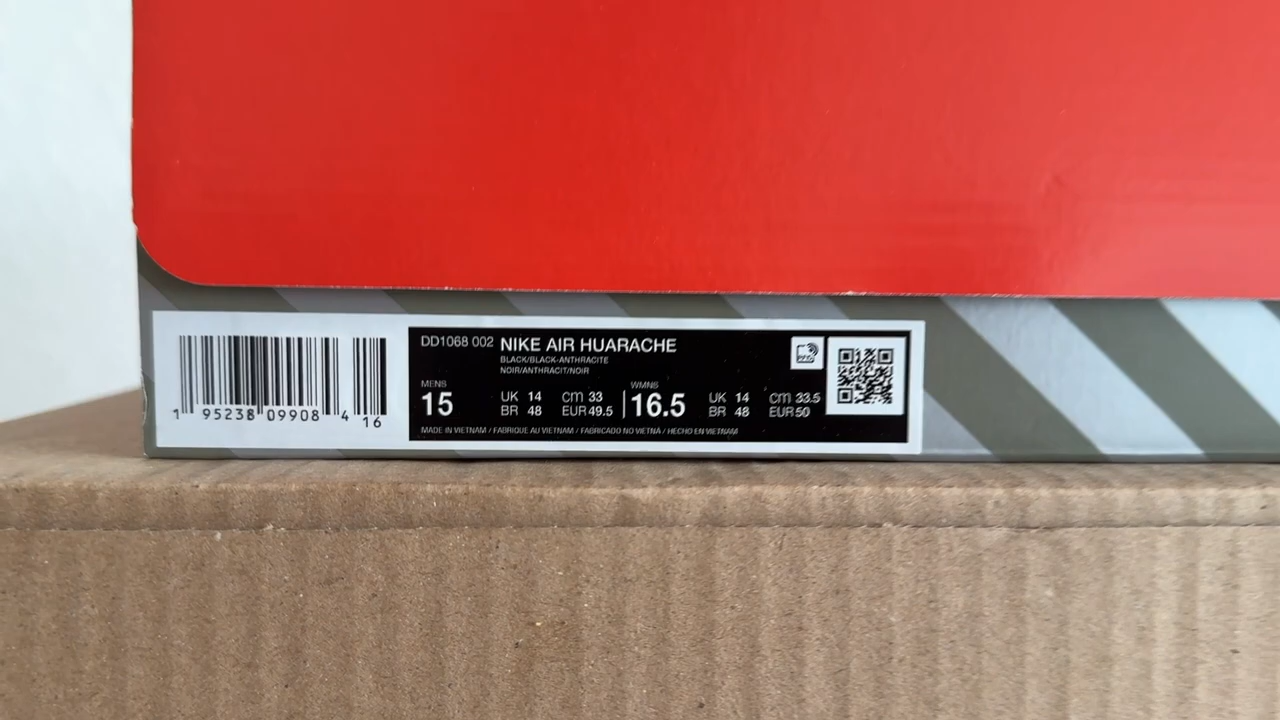 DD1068 002 NIKE AIR HUARACHE
BLACK/BLACK-ANTHRACITE
NOIR/ANTHRACIT/NOIR
MENS
15
UK 14 cm 33
BR 48 EUR 49.5
WMNS
16.5
UK 14 cm 33.5
BR 48 EUR 50
MADE IN VIETNAM / FABRIQUE AU VIETNAM / FABRICADO NO VIETNÃ / HECHO EN VIETNAM
1 95238 09908 4 16